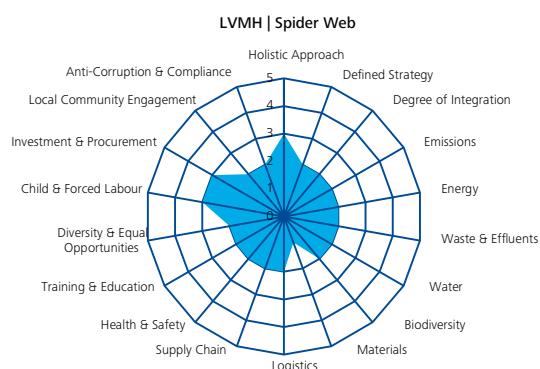 LVMH | Spider Web
Holistic Approach
Anti-Corruption & Compliance
Defined Strategy
Local Community Engagement
Degree of Integration
Investment & Procurement
Emissions
Child & Forced Labour
Energy
Diversity & Equal
Opportunities
Waste & Effluents
Training & Education
Water
Health & Safety
Biodiversity
Supply Chain
Materials
Logistics
5
4
3
2
1
0